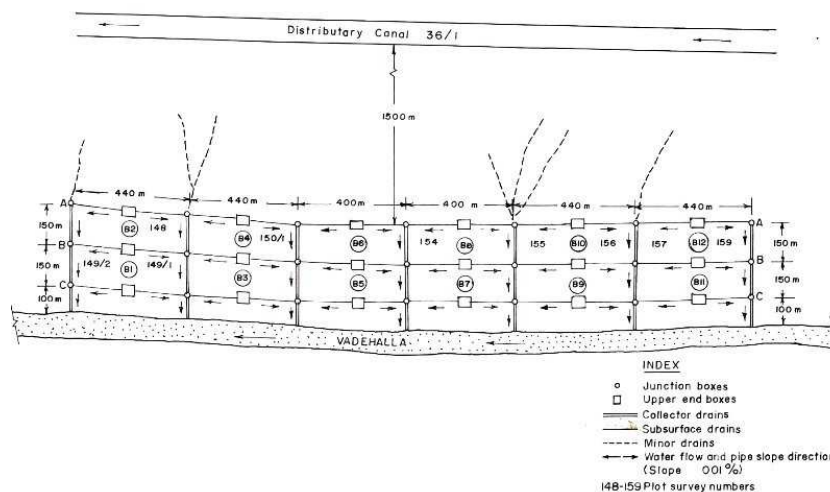 Distributary Canal 36/1
1500 m
440 m 440 m 400 m 400 m 440 m 440 m
A A
150 m B2 148 B4 150/1 B6 154 B8 155 B10 156 157 B12 159 150 m
B B
150 m 149/2 B1 149/1 B3 B5 B7 B9 B11 150 m
C C
100 m 100 m
VADEHALLA
INDEX
Junction boxes
Upper end boxes
Collector drains
Subsurface drains
Minor drains
Water flow and pipe slope direction
(Slope 0.01 %)
148-159 Plot survey numbers